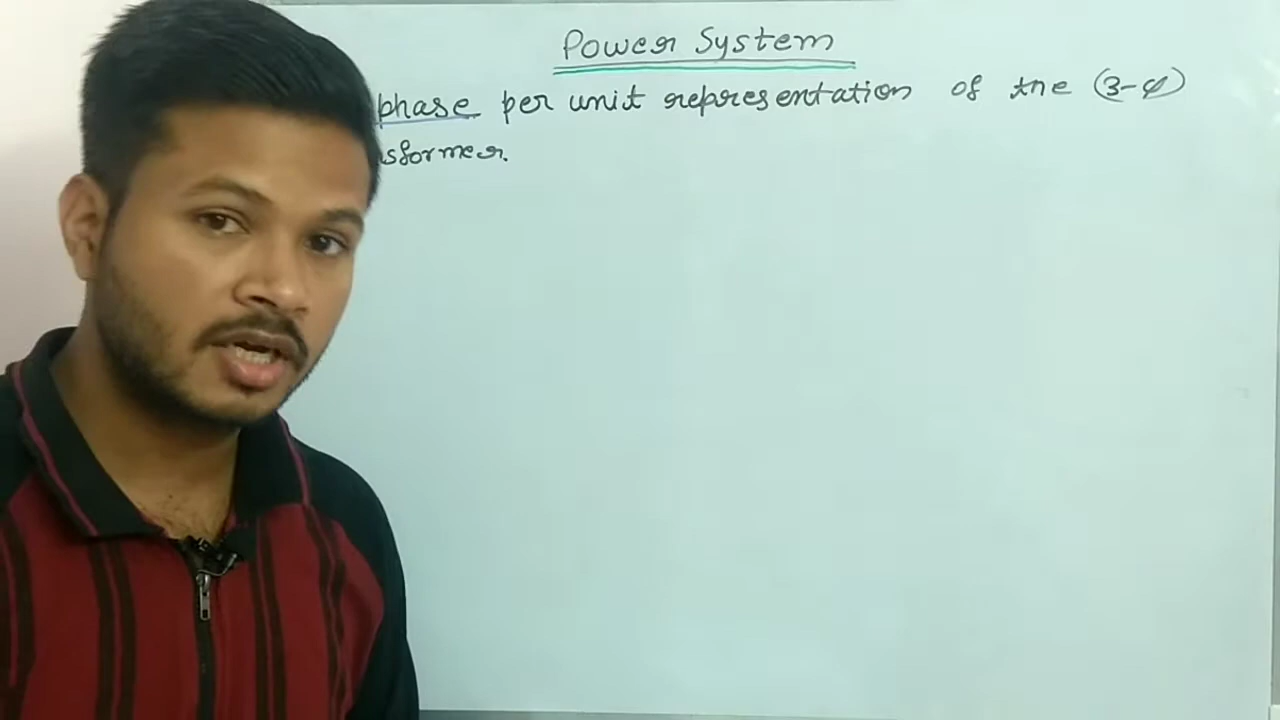 Power System
phase per unit representation of the (3-φ)
sformer.